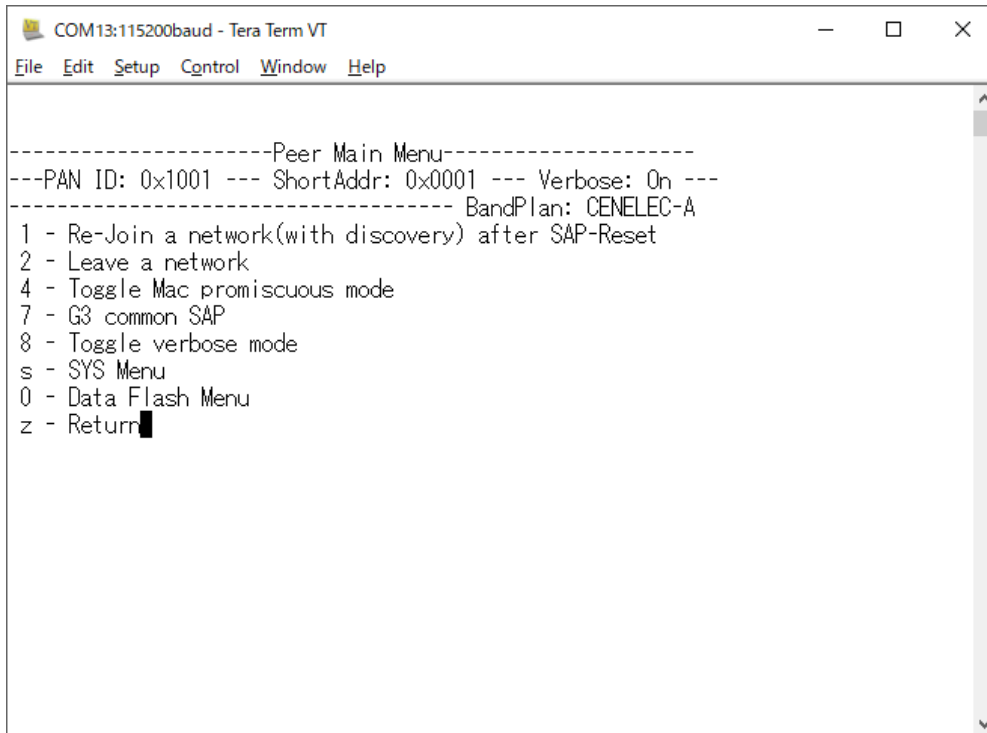 COM13:115200baud - Tera Term VT
File Edit Setup Control Window Help
----------------------Peer Main Menu---------------------
---PAN ID: 0x1001 --- ShortAddr: 0x0001 --- Verbose: On ---
------------------------------------- BandPlan: CENELEC-A
1 - Re-Join a network(with discovery) after SAP-Reset
2 - Leave a network
4 - Toggle Mac promiscuous mode
7 - G3 common SAP
8 - Toggle verbose mode
s - SYS Menu
0 - Data Flash Menu
z - Return